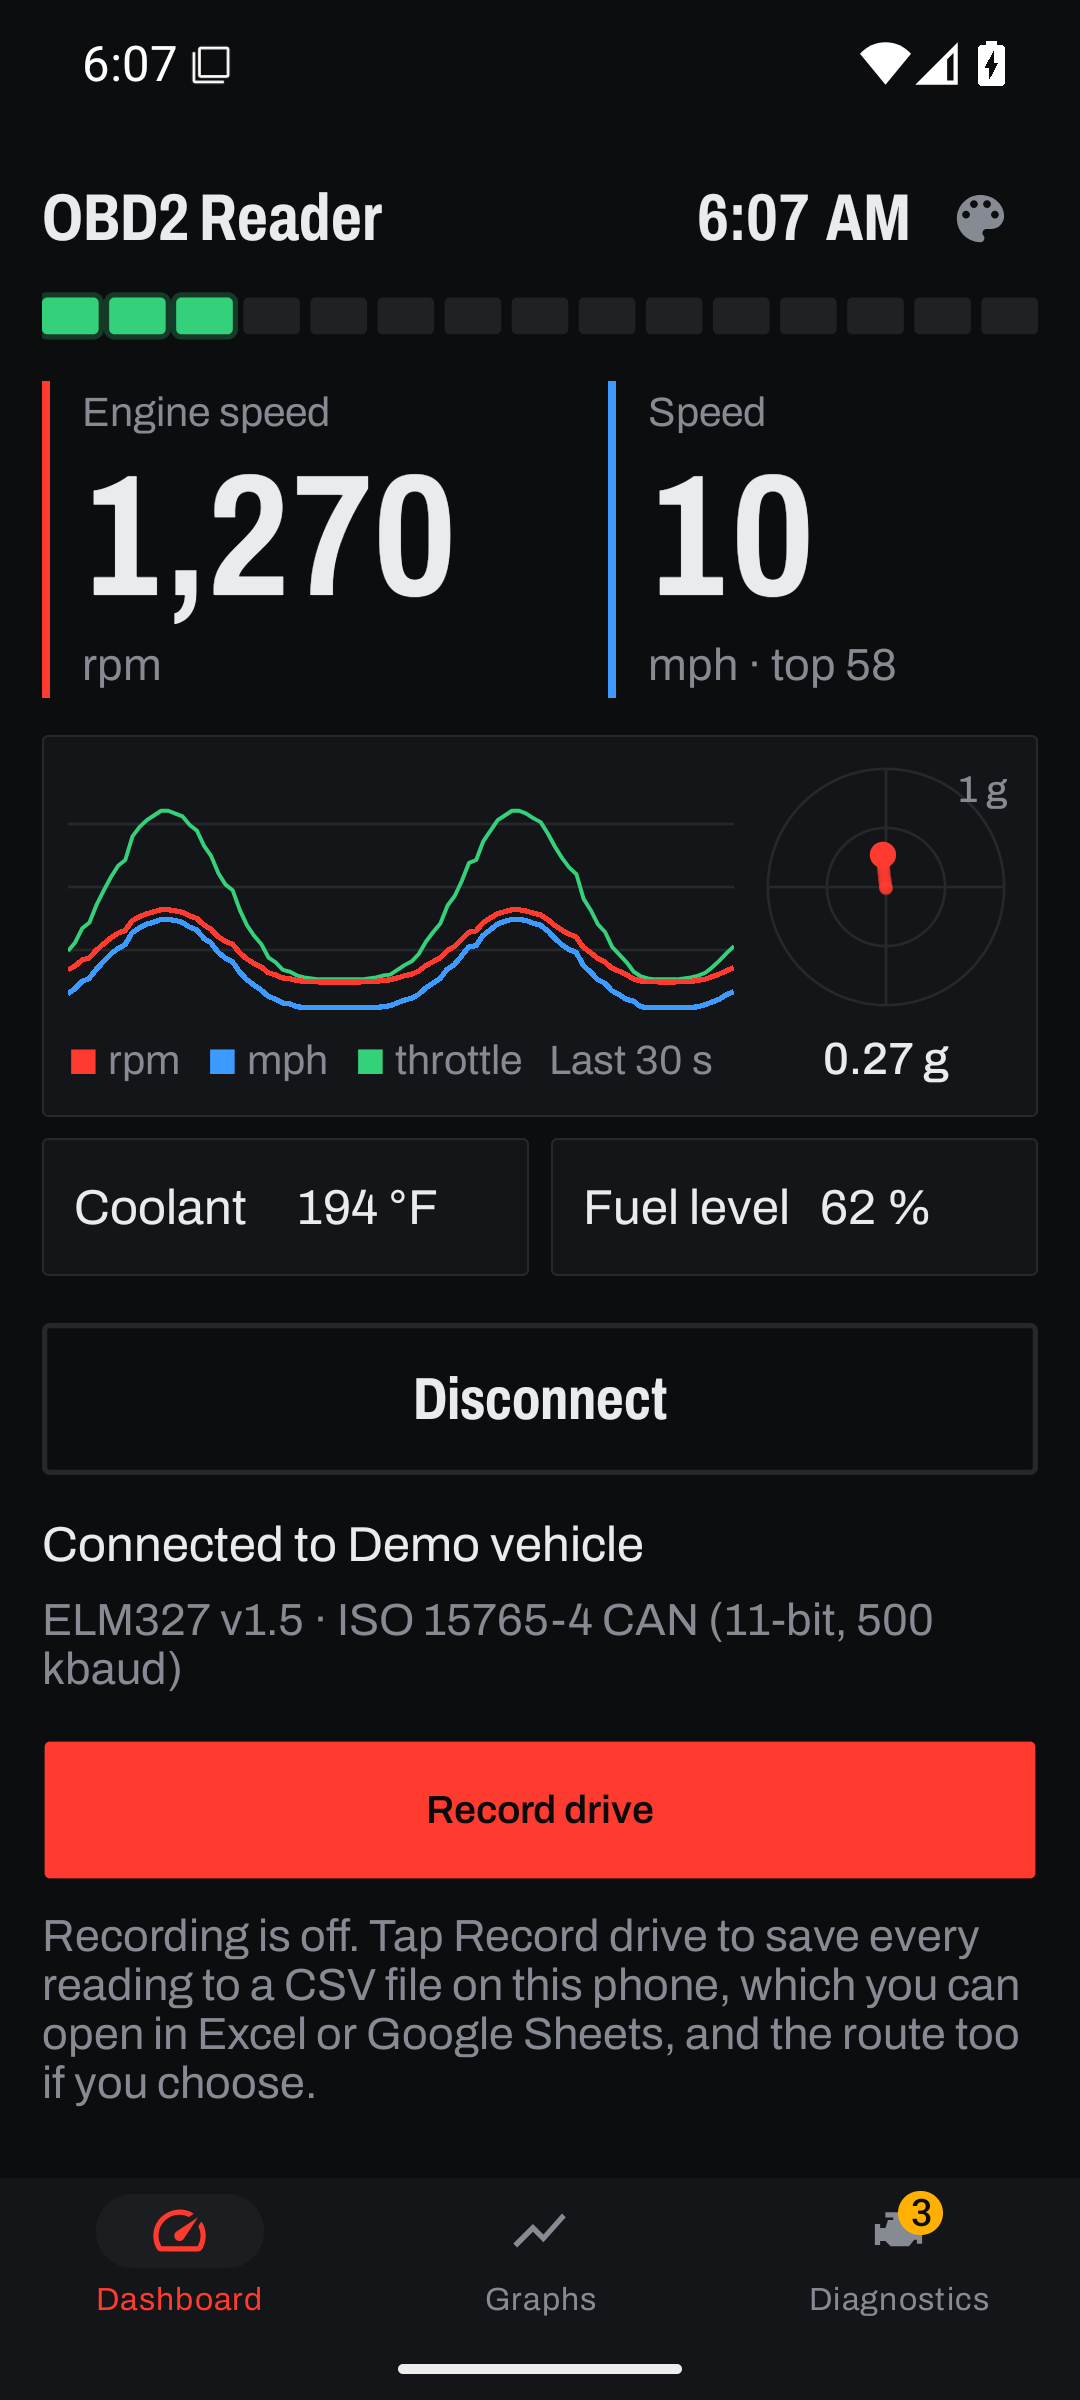 6:07
OBD2 Reader 6:07 AM
Engine speed Speed
1,270 10
rpm mph · top 58
1 g
rpm mph throttle Last 30 s 0.27 g
Coolant 194 °F Fuel level 62 %
Disconnect
Connected to Demo vehicle
ELM327 v1.5 · ISO 15765-4 CAN (11-bit, 500
kbaud)
Record drive
Recording is off. Tap Record drive to save every
reading to a CSV file on this phone, which you can
open in Excel or Google Sheets, and the route too
if you choose.
3
Dashboard Graphs Diagnostics